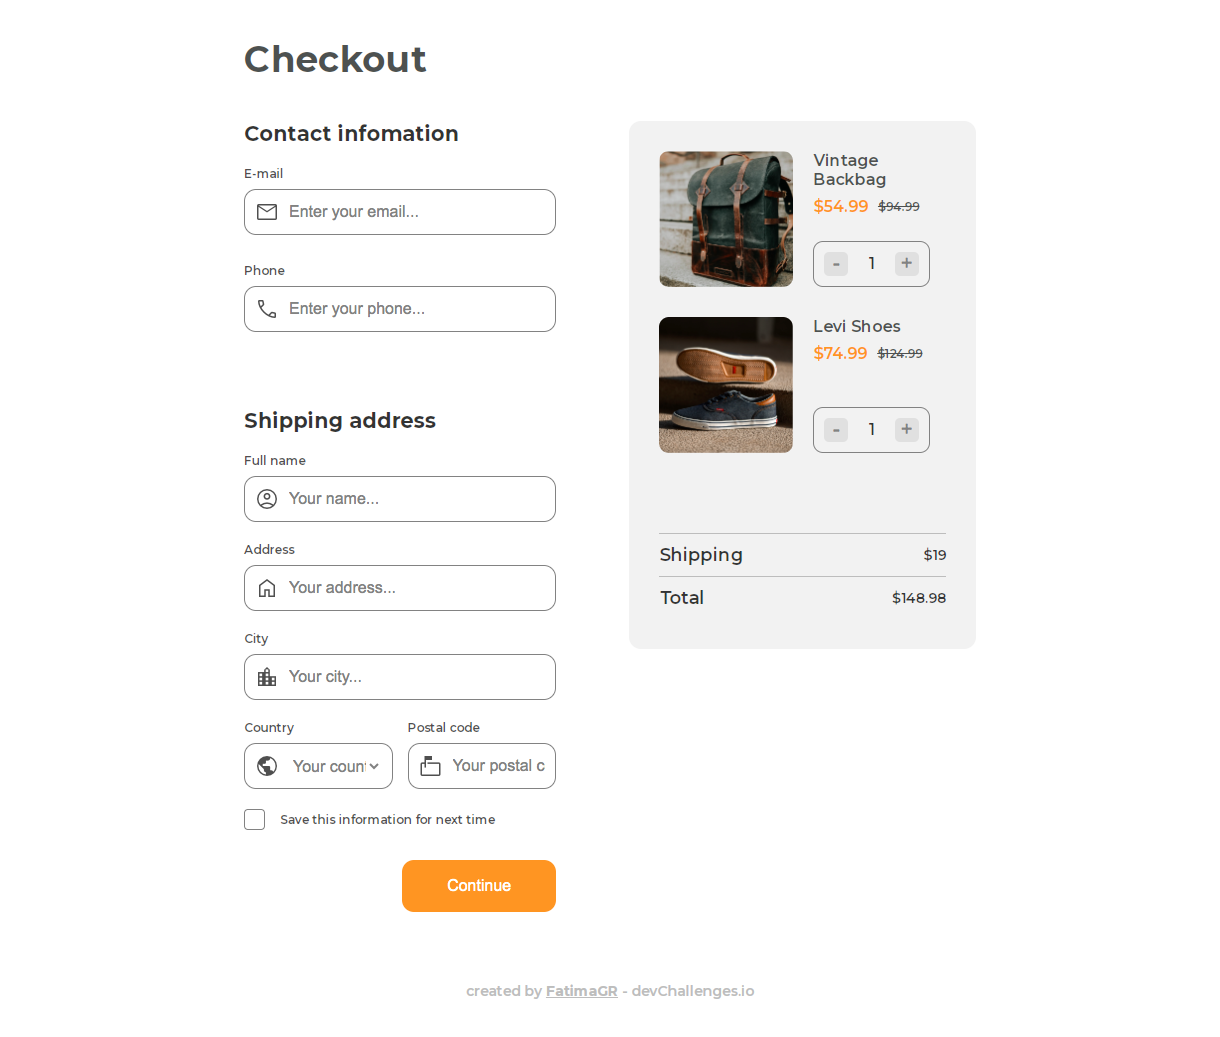 Checkout
Contact infomation
E-mail
Enter your email...
Phone
Enter your phone...
Shipping address
Full name
Your name...
Address
Your address...
City
Your city...
Country
Postal code
Your coun
Your postal c
Save this information for next time
Continue
Vintage
Backbag
$54.99 $94.99
- 1 +
Levi Shoes
$74.99 $124.99
- 1 +
Shipping $19
Total $148.98
created by FatimaGR - devChallenges.io